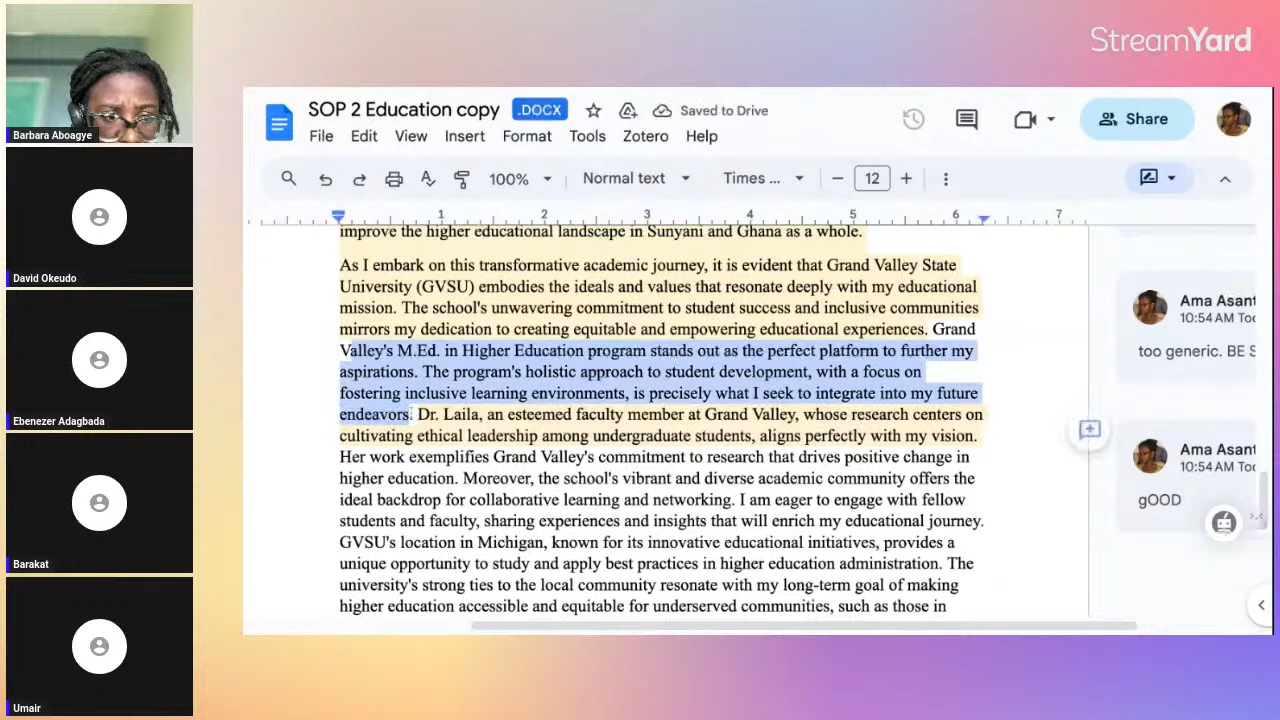 StreamYard
Barbara Aboagye
David Okeudo
Ebenezer Adagbada
Barakat
Umair
SOP 2 Education copy
.DOCX
Saved to Drive
File Edit View Insert Format Tools Zotero Help
Share
100%
Normal text
Times ...
12
1 2 3 4 5 6 7
improve the higher educational landscape in Sunyani and Ghana as a whole.
As I embark on this transformative academic journey, it is evident that Grand Valley State
University (GVSU) embodies the ideals and values that resonate deeply with my educational
mission. The school's unwavering commitment to student success and inclusive communities
mirrors my dedication to creating equitable and empowering educational experiences. Grand
Valley's M.Ed. in Higher Education program stands out as the perfect platform to further my
aspirations. The program's holistic approach to student development, with a focus on
fostering inclusive learning environments, is precisely what I seek to integrate into my future
endeavors. Dr. Laila, an esteemed faculty member at Grand Valley, whose research centers on
cultivating ethical leadership among undergraduate students, aligns perfectly with my vision.
Her work exemplifies Grand Valley's commitment to research that drives positive change in
higher education. Moreover, the school's vibrant and diverse academic community offers the
ideal backdrop for collaborative learning and networking. I am eager to engage with fellow
students and faculty, sharing experiences and insights that will enrich my educational journey.
GVSU's location in Michigan, known for its innovative educational initiatives, provides a
unique opportunity to study and apply best practices in higher education administration. The
university's strong ties to the local community resonate with my long-term goal of making
higher education accessible and equitable for underserved communities, such as those in
Ama Asant
10:54 AM Too
too generic. BE S
Ama Asant
10:54 AM Too
gOOD